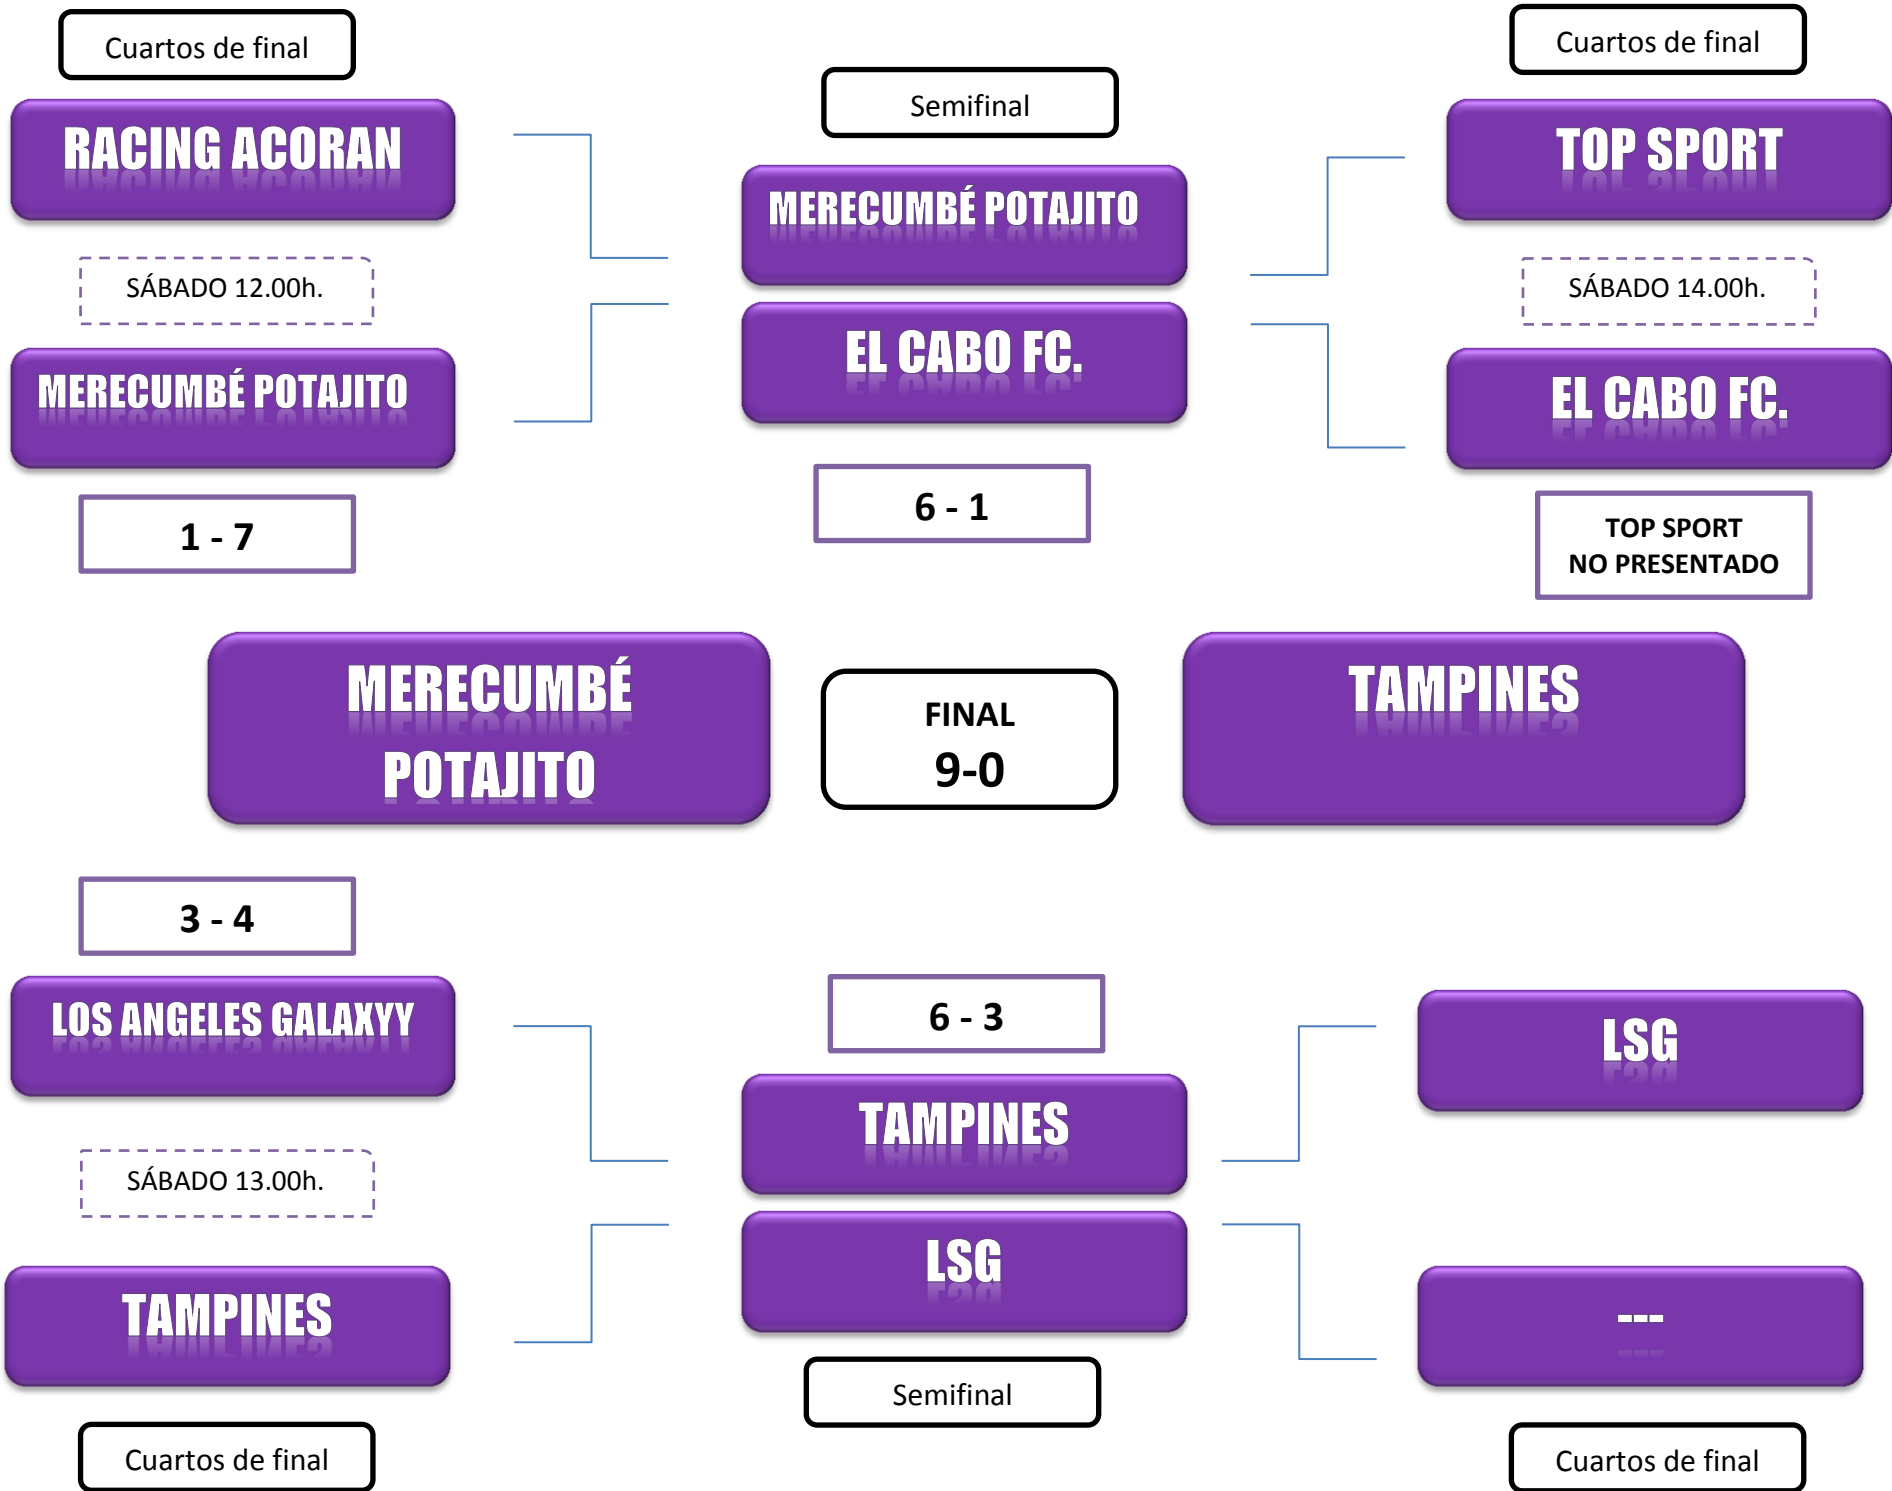 Cuartos de final
Cuartos de final
Semifinal
RACING ACORAN
TOP SPORT
MERECUMBÉ POTAJITO
SÁBADO 12.00h.
SÁBADO 14.00h.
EL CABO FC.
MERECUMBÉ POTAJITO
EL CABO FC.
6 - 1
1 - 7
TOP SPORT
NO PRESENTADO
MERECUMBÉ
POTAJITO
FINAL
9-0
TAMPINES
3 - 4
6 - 3
LOS ANGELES GALAXYY
LSG
TAMPINES
SÁBADO 13.00h.
LSG
TAMPINES
---
Semifinal
Cuartos de final
Cuartos de final